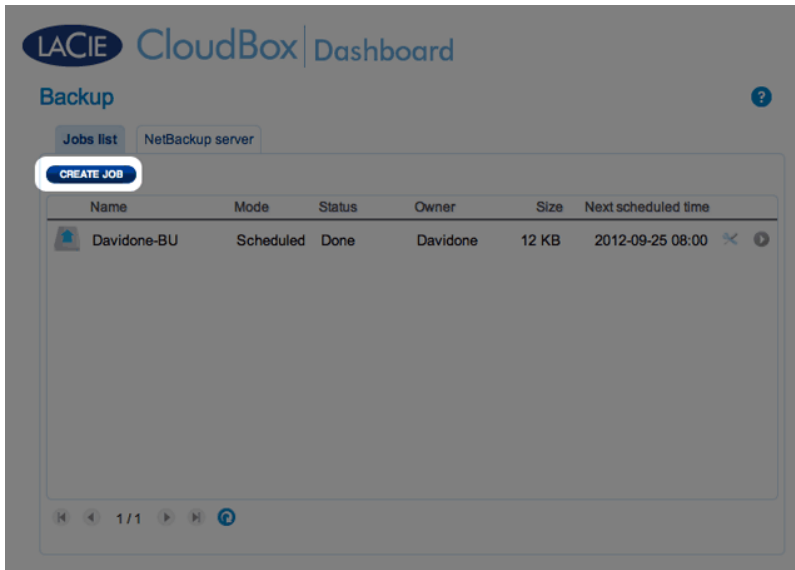 LACIE CloudBox Dashboard
Backup ?
Jobs list NetBackup server
CREATE JOB
Name Mode Status Owner Size Next scheduled time
Davidone-BU Scheduled Done Davidone 12 KB 2012-09-25 08:00
1/1